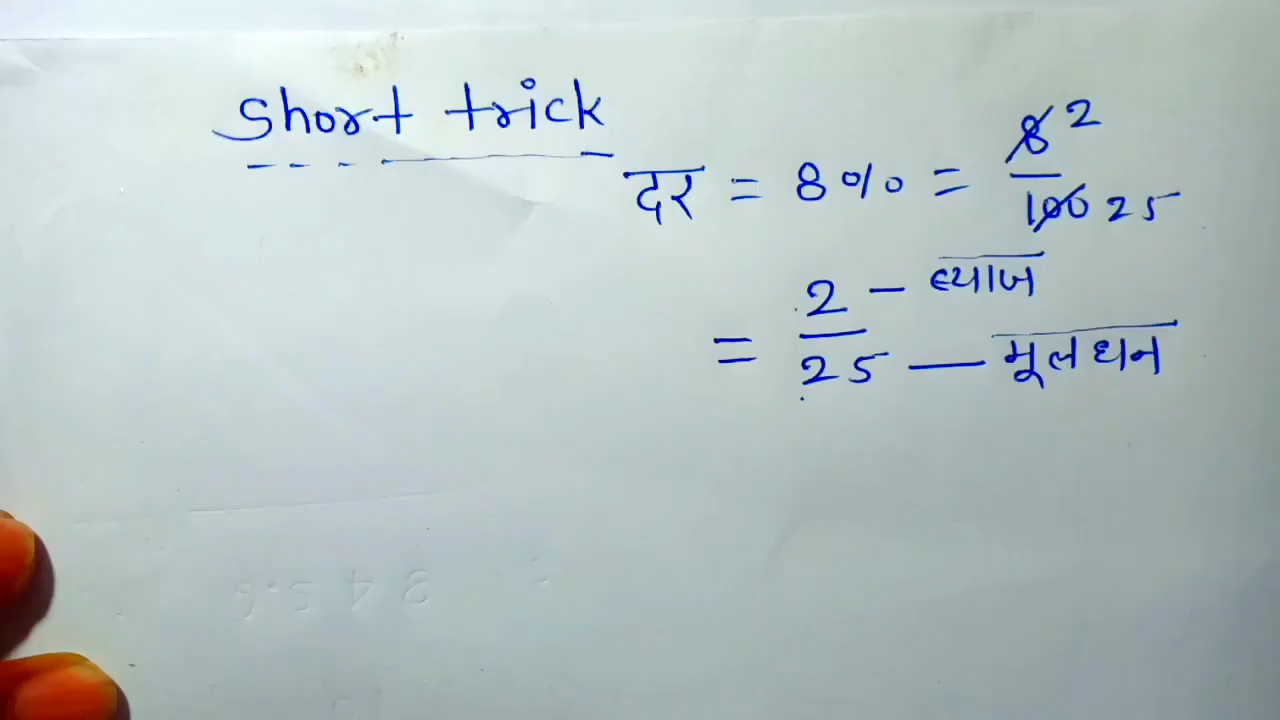 Short trick
दर = 8% = 8 2
100 25
= 2 - ब्याज
25 — मूलधन